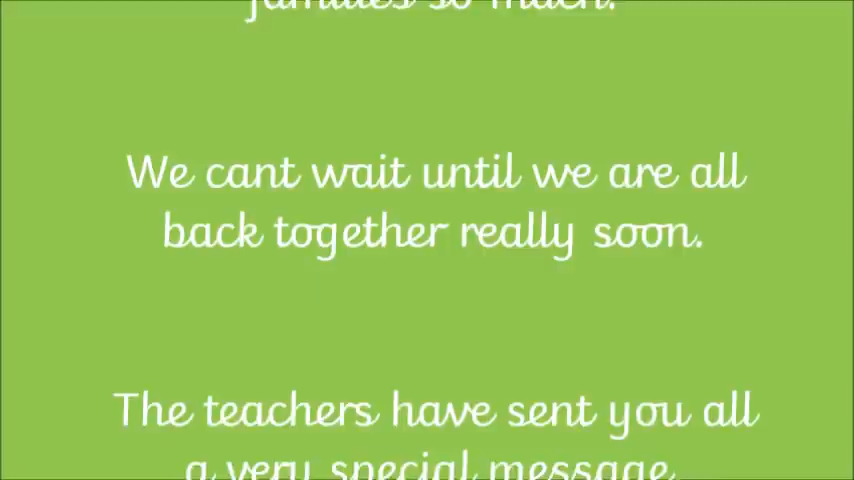 families so much.
We cant wait until we are all
back together really soon.
The teachers have sent you all
a very special message